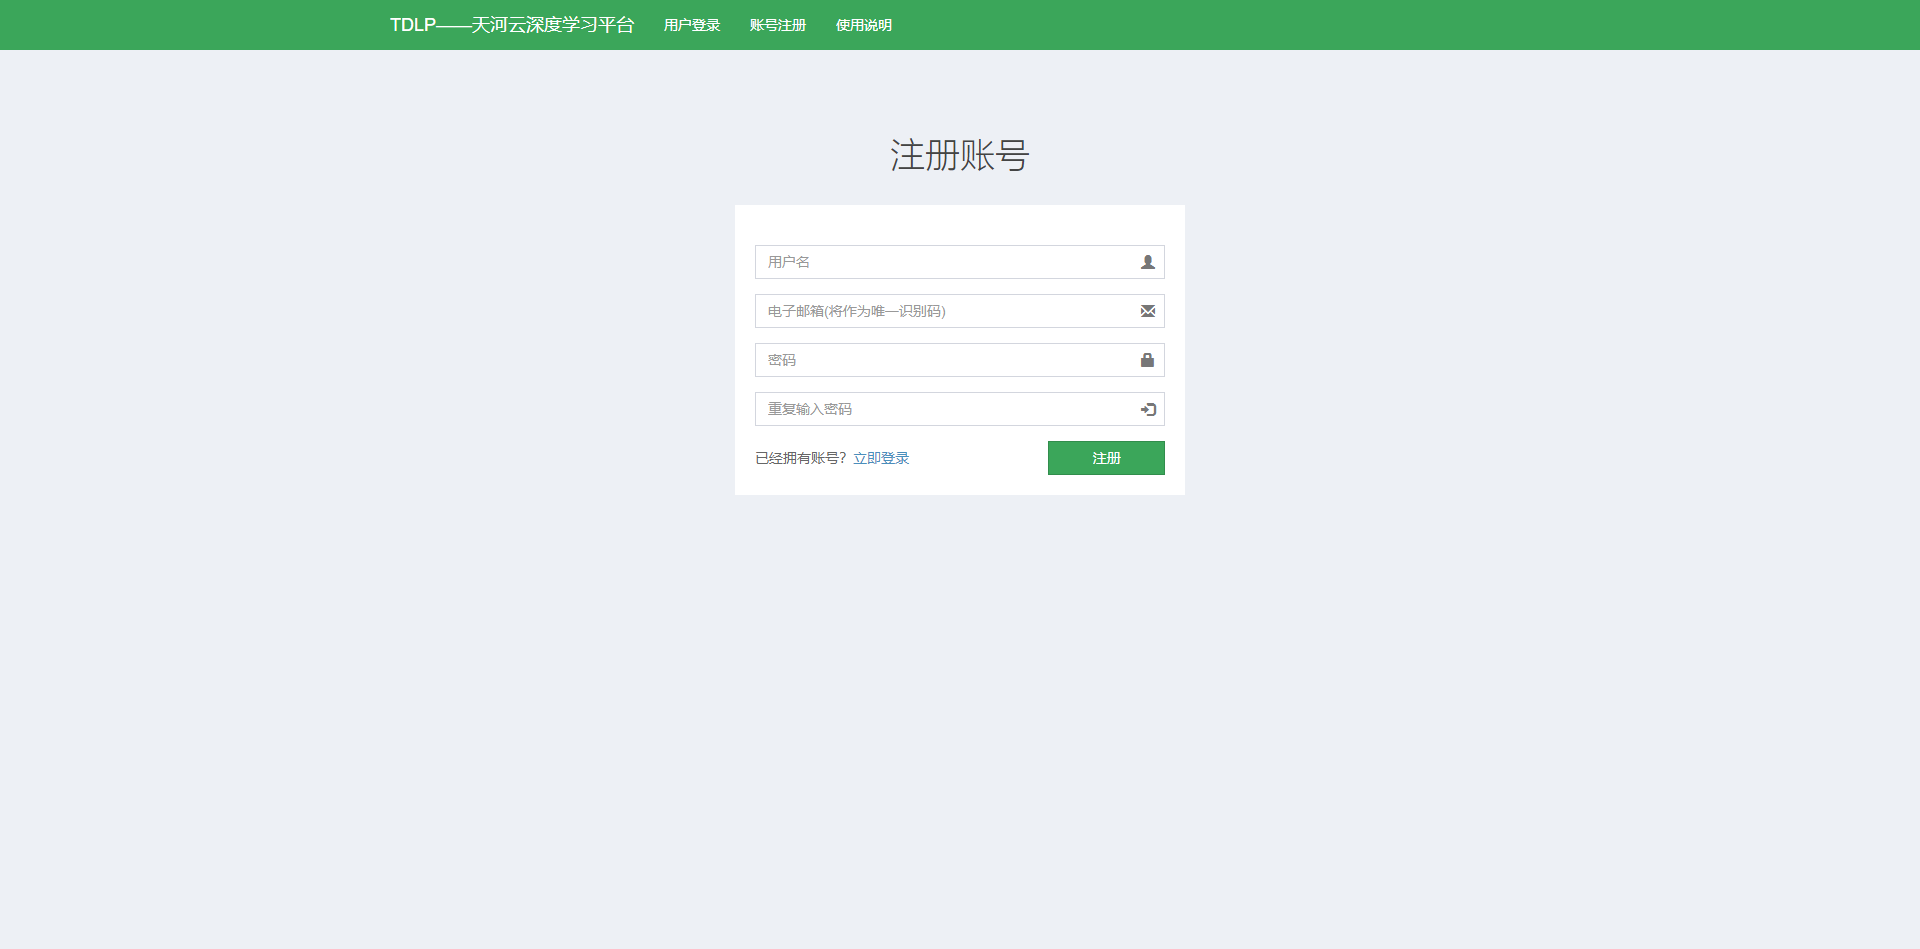 TDLP——天河云深度学习平台 用户登录 账号注册 使用说明
注册账号
用户名
电子邮箱(将作为唯一识别码)
密码
重复输入密码
已经拥有账号? 立即登录 注册